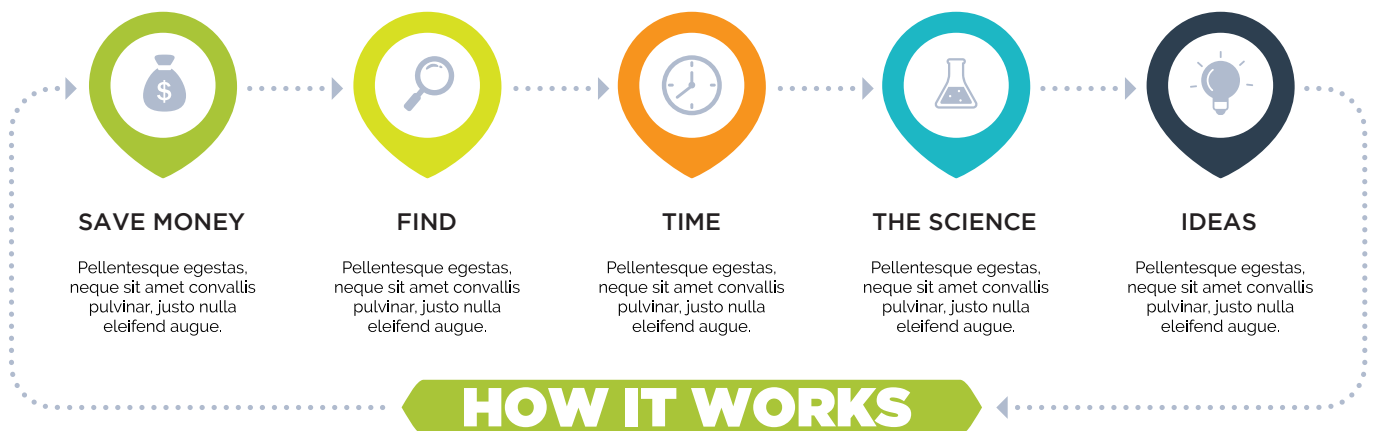 $
SAVE MONEY
Pellentesque egestas,
neque sit amet convallis
pulvinar, justo nulla
eleifend augue.
FIND
Pellentesque egestas,
neque sit amet convallis
pulvinar, justo nulla
eleifend augue.
TIME
Pellentesque egestas,
neque sit amet convallis
pulvinar, justo nulla
eleifend augue.
THE SCIENCE
Pellentesque egestas,
neque sit amet convallis
pulvinar, justo nulla
eleifend augue.
IDEAS
Pellentesque egestas,
neque sit amet convallis
pulvinar, justo nulla
eleifend augue.
HOW IT WORKS